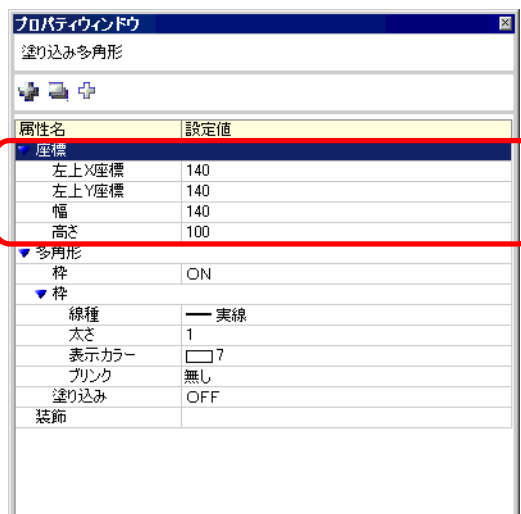 プロパティウィンドウ
塗り込み多角形
属性名 設定値
座標
左上X座標 140
左上Y座標 140
幅 140
高さ 100
多角形
枠 ON
枠
線種 実線
太さ 1
表示カラー 7
ブリンク 無し
塗り込み OFF
装飾